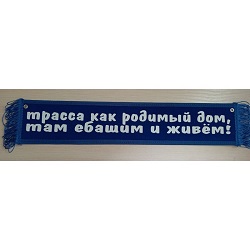 трасса как родимый дом,
там ебашим и живём!